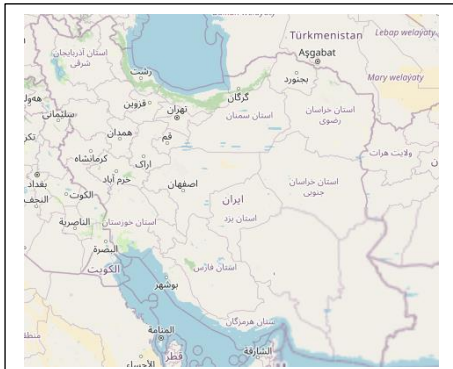 Türkmenistan
Lebap welaýaty
Aşgabat
Mary welaýaty
استان آذربایجان
شرقی
رشت
گرگان
بجنورد
قزوین
تهران
استان سمنان
استان خراسان
رضوی
سلێمانی
همدان
قم
ولایت هرات
کرمانشاه
اراک
بغداد
خرم آباد
اصفهان
ایران
استان خراسان
جنوبی
الكوت
النجف
استان یزد
الناصرية
استان خوزستان
البصرة
الكويت
استان فارس
بوشهر
استان هرمزگان
المنامة
قطر
الشارقة
الأحساء